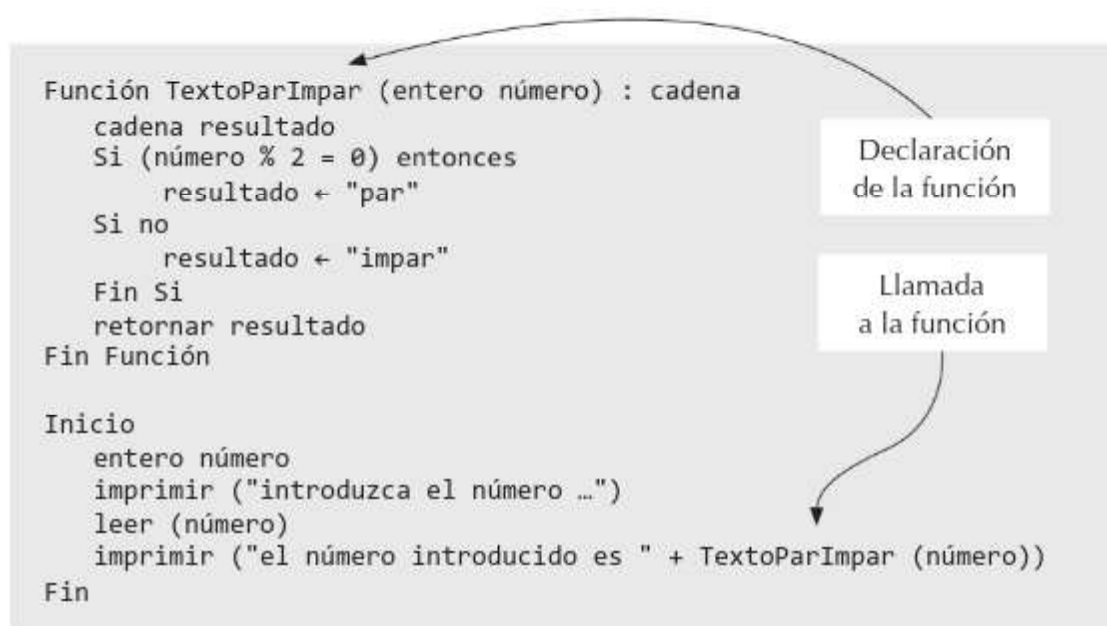 Función TextoParImpar (entero número) : cadena
cadena resultado
Si (número % 2 = 0) entonces
resultado ← "par"
Si no
resultado ← "impar"
Fin Si
retornar resultado
Fin Función
Declaración
de la función
Llamada
a la función
Inicio
entero número
imprimir ("introduzca el número …")
leer (número)
imprimir ("el número introducido es " + TextoParImpar (número))
Fin